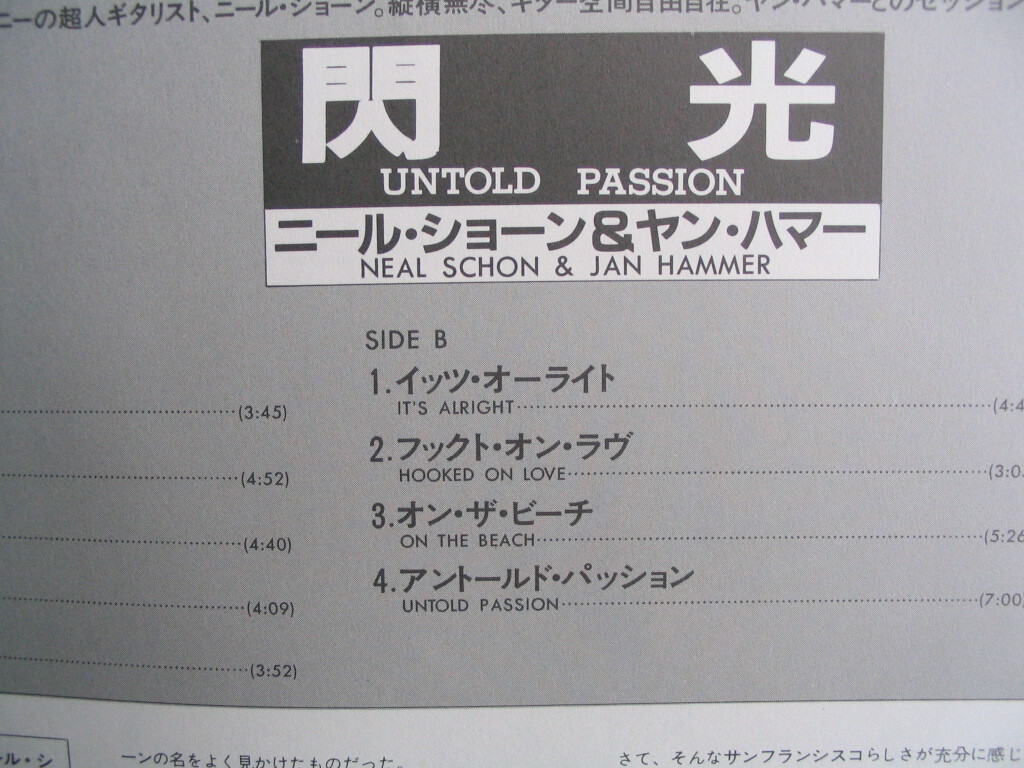 ニーの超人ギタリスト、ニール・ショーン。縦横無尽、ギター空間自由自在。ヤン・ハマーとのセッション
閃 光
UNTOLD PASSION
ニール・ショーン&ヤン・ハマー
NEAL SCHON & JAN HAMMER
(3:45)
(4:52)
(4:40)
(4:09)
(3:52)
SIDE B
1.イッツ・オーライト
IT'S ALRIGHT (4:4
2.フックト・オン・ラヴ
HOOKED ON LOVE (3:0
3.オン・ザ・ビーチ
ON THE BEACH (5:26
4.アントールド・パッション
UNTOLD PASSION (7:00)
ール・シ
ーンの名をよく見かけたものだった。
さて、そんなサンフランシスコらしさが充分に感じ